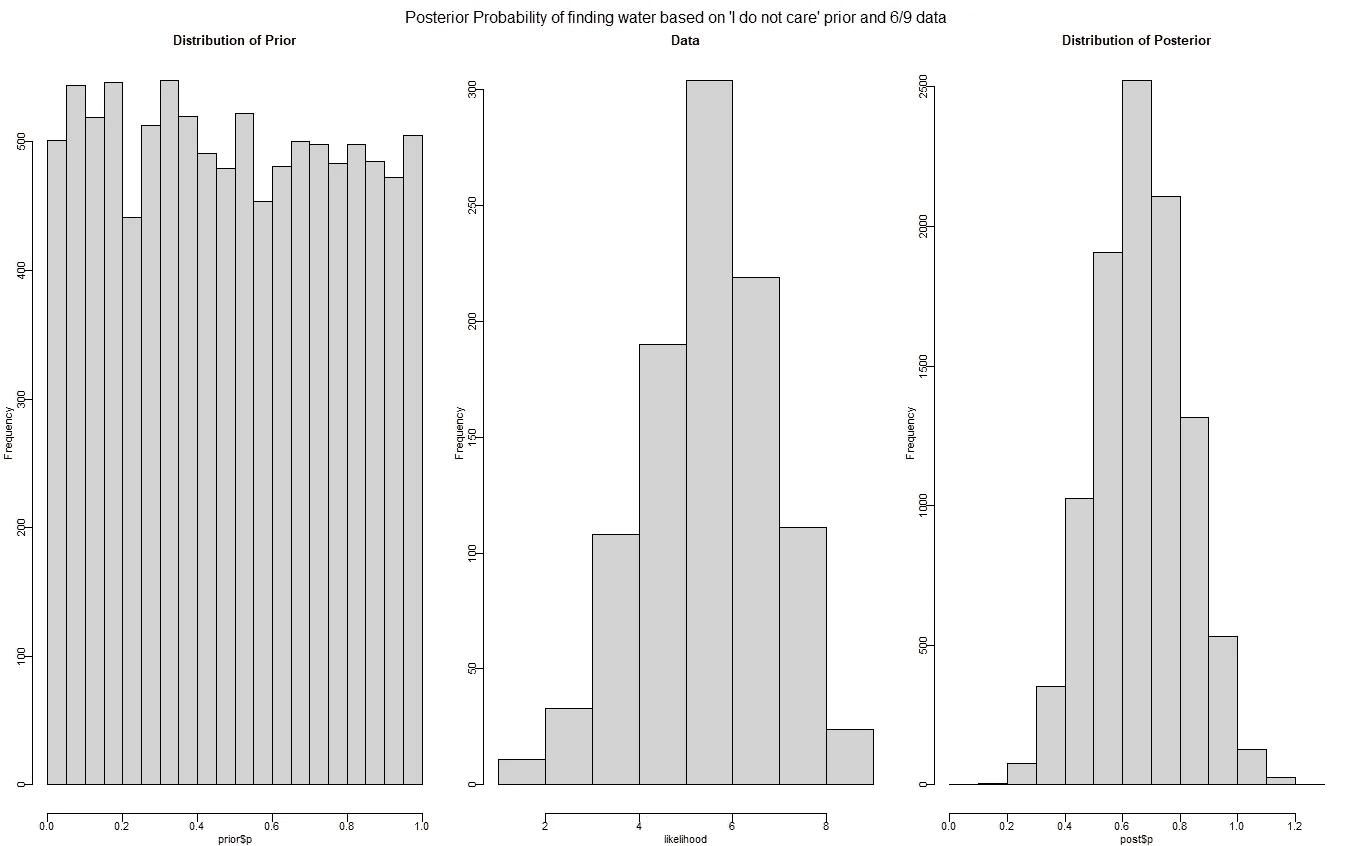 Posterior Probability of finding water based on 'I do not care' prior and 6/9 data
Distribution of Prior
Frequency
0 100 200 300 400 500
0.0 0.2 0.4 0.6 0.8 1.0
prior$p
Data
Frequency
0 50 100 150 200 250 300
2 4 6 8
likelihood
Distribution of Posterior
Frequency
0 500 1000 1500 2000 2500
0.0 0.2 0.4 0.6 0.8 1.0 1.2
post$p